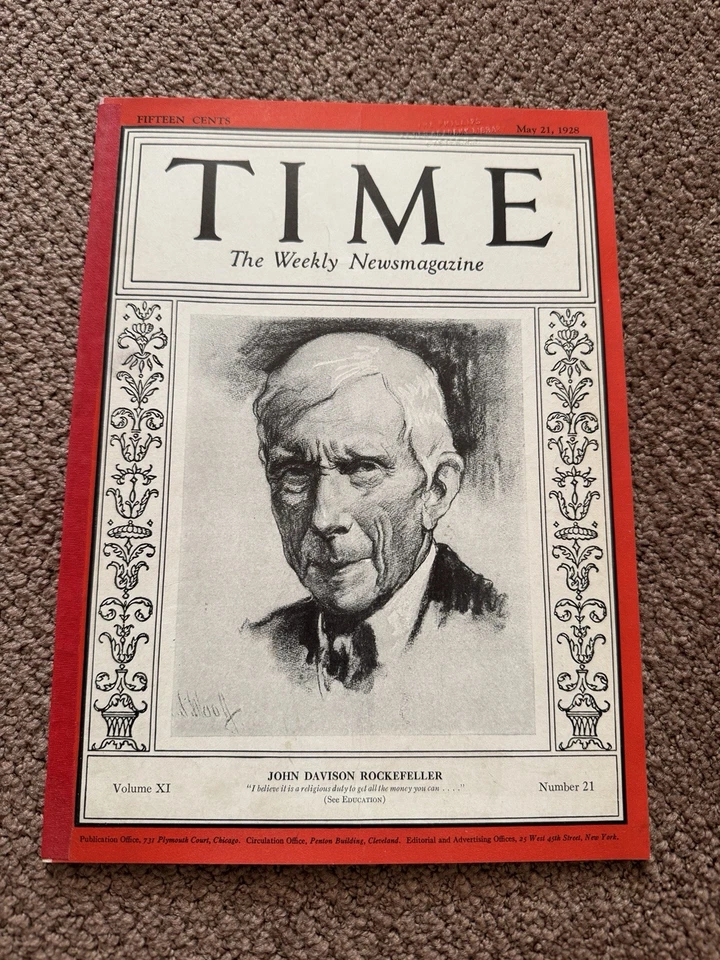 FIFTEEN CENTS
May 21, 1928
TIME
The Weekly Newsmagazine
JOHN DAVISON ROCKEFELLER
Volume XI
"I believe it is a religious duty to get all the money you can . . . ."
Number 21
(See EDUCATION)
Publication Office, 731 Plymouth Court, Chicago. Circulation Office, Penton Building, Cleveland. Editorial and Advertising Offices, 25 West 45th Street, New York.